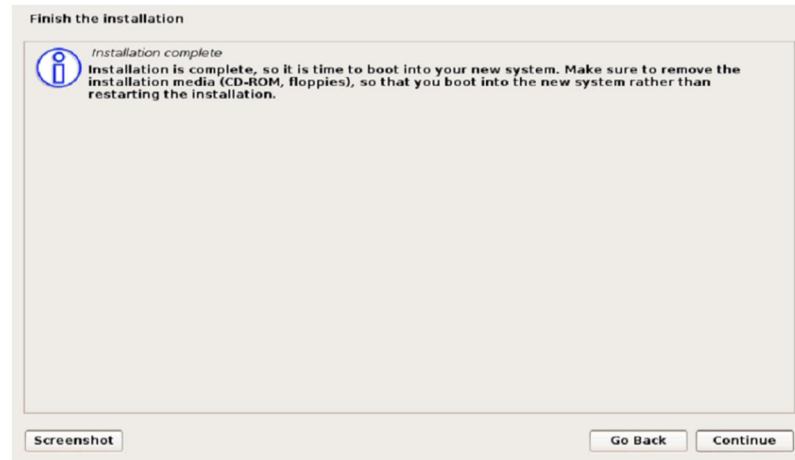 Finish the installation
Installation complete
Installation is complete, so it is time to boot into your new system. Make sure to remove the
installation media (CD-ROM, floppies), so that you boot into the new system rather than
restarting the installation.
Screenshot
Go Back
Continue